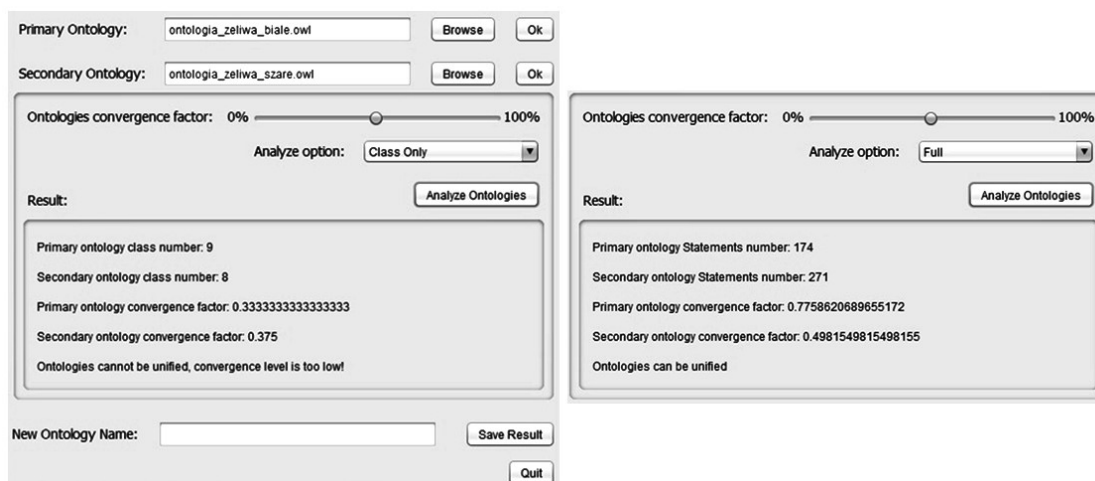 Primary Ontology: ontologia_zeliwa_biale.owl Browse Ok
Secondary Ontology: ontologia_zeliwa_szare.owl Browse Ok
Ontologies convergence factor: 0% 100%
Analyze option: Class Only
Result: Analyze Ontologies
Primary ontology class number: 9
Secondary ontology class number: 8
Primary ontology convergence factor: 0.3333333333333333
Secondary ontology convergence factor: 0.375
Ontologies cannot be unified, convergence level is too low!
New Ontology Name: Save Result
Quit
Ontologies convergence factor: 0% 100%
Analyze option: Full
Result: Analyze Ontologies
Primary ontology Statements number: 174
Secondary ontology Statements number: 271
Primary ontology convergence factor: 0.7758620689655172
Secondary ontology convergence factor: 0.4981549815498155
Ontologies can be unified